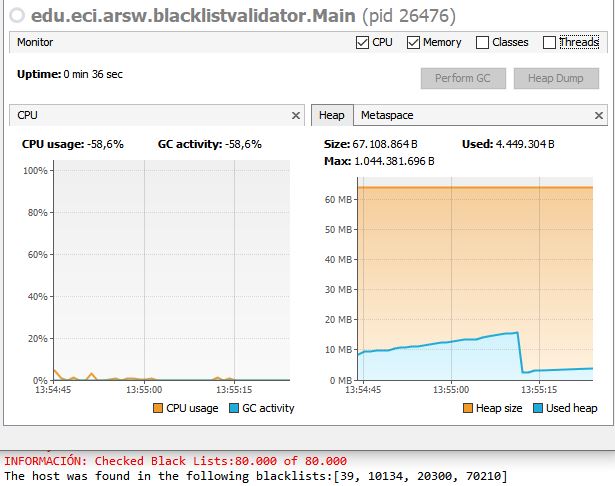 edu.eci.arsw.blacklistvalidator.Main (pid 26476)
Monitor
CPU Memory Classes Threads
Uptime: 0 min 36 sec
Perform GC Heap Dump
CPU
CPU usage: -58,6% GC activity: -58,6%
100%
80%
60%
40%
20%
0%
13:54:45 13:55:00 13:55:15
CPU usage GC activity
Heap Metaspace
Size: 67.108.864 B Used: 4.449.304 B
Max: 1.044.381.696 B
60 MB
50 MB
40 MB
30 MB
20 MB
10 MB
0 MB
13:54:45 13:55:00 13:55:15
Heap size Used heap
INFORMACIÓN: Checked Black Lists:80.000 of 80.000
The host was found in the following blacklists:[39, 10134, 20300, 70210]